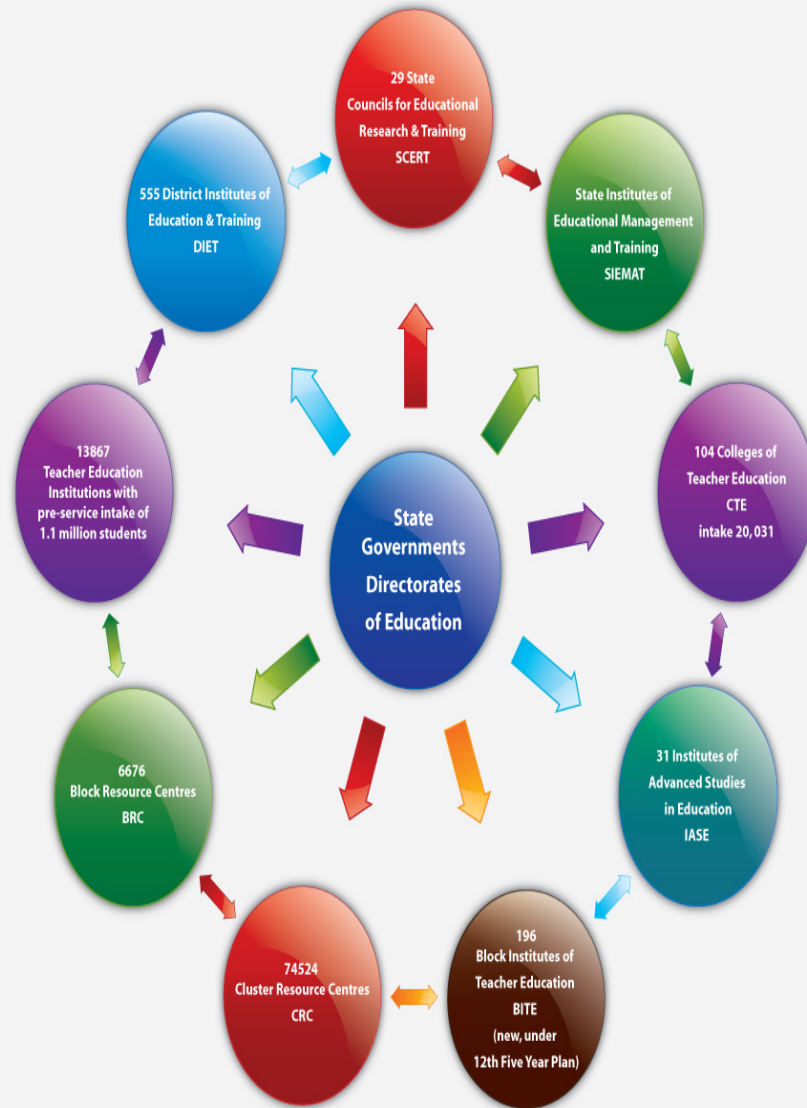 29 State
Councils for Educational
Research & Training
SCERT
State Institutes of
Educational Management
and Training
SIEMAT
104 Colleges of
Teacher Education
CTE
intake 20,031
31 Institutes of
Advanced Studies
in Education
IASE
196
Block Institutes of
Teacher Education
BITE
(new, under
12th Five Year Plan)
74524
Cluster Resource Centres
CRC
6676
Block Resource Centres
BRC
13867
Teacher Education
Institutions with
pre-service intake of
1.1 million students
555 District Institutes of
Education & Training
DIET
State
Governments
Directorates
of Education